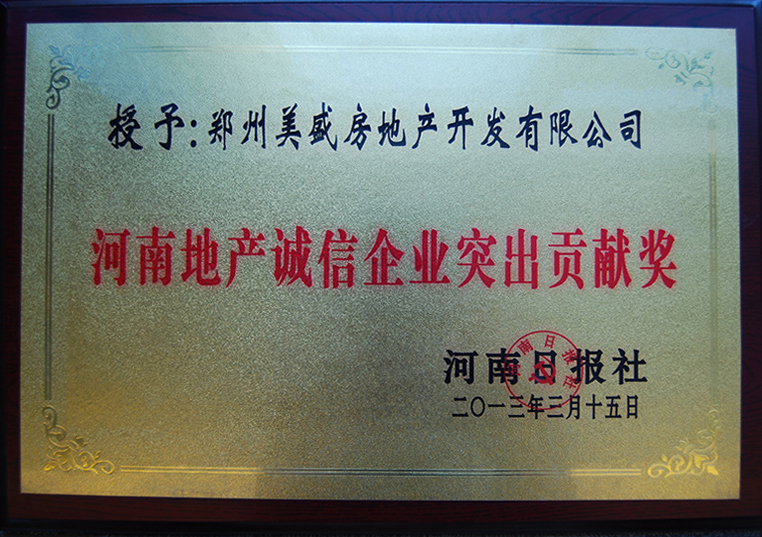 授予:郑州美盛房地产开发有限公司
河南地产诚信企业突出贡献奖
河南日报社
二〇一三年三月十五日